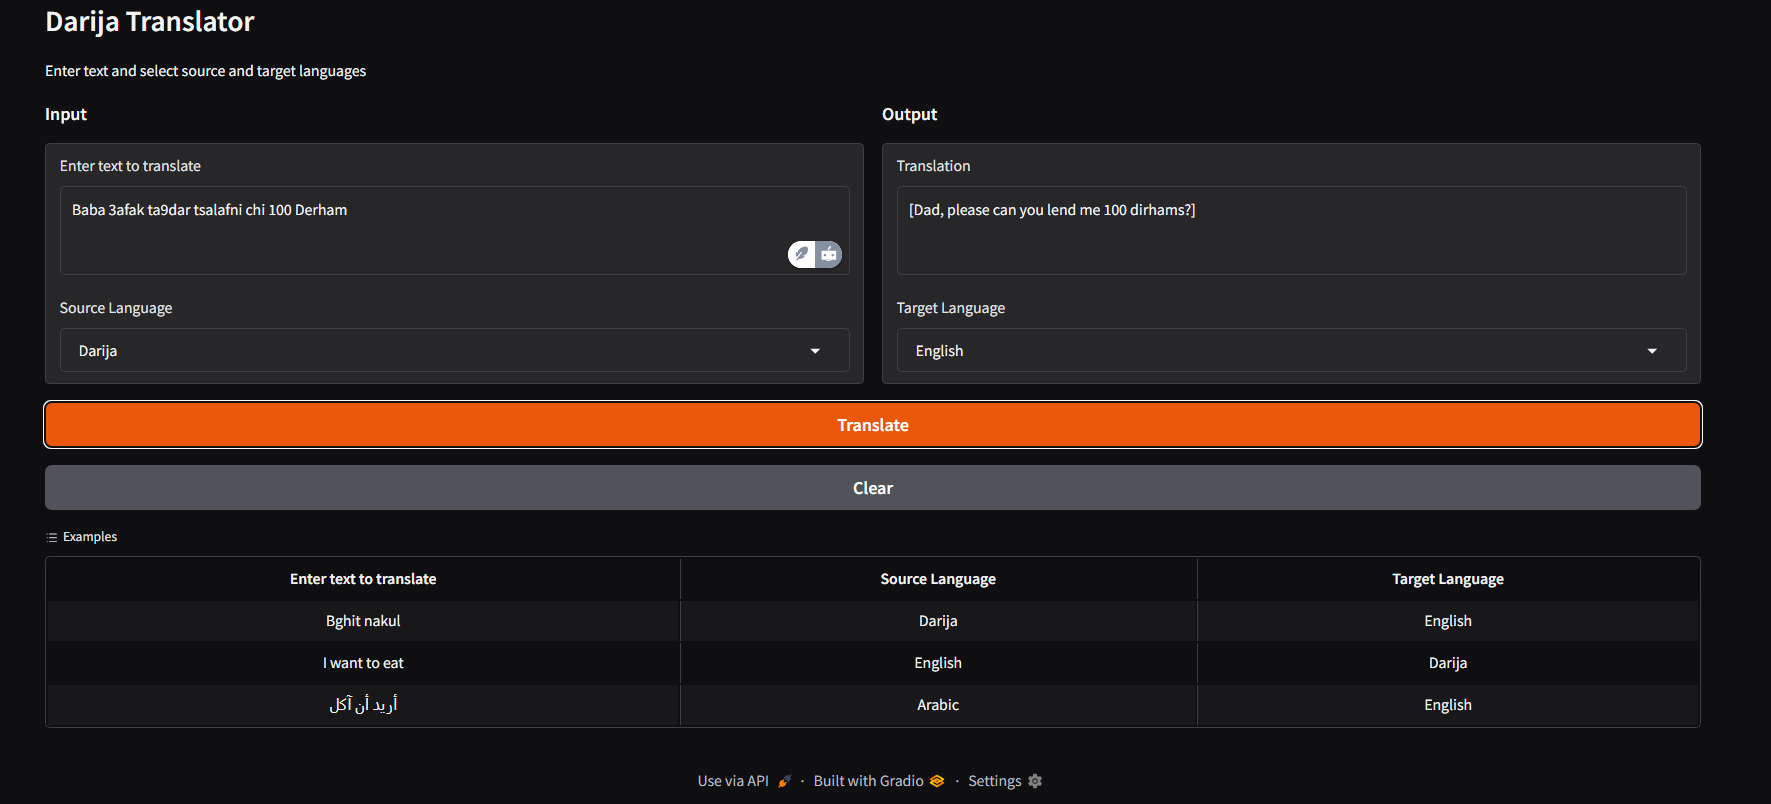 Darija Translator
Enter text and select source and target languages
Input
Enter text to translate
Baba 3afak ta9dar tsalafni chi 100 Derham
Source Language
Darija
Output
Translation
[Dad, please can you lend me 100 dirhams?]
Target Language
English
Translate
Clear
Examples
Enter text to translate Source Language Target Language
Bghit nakul Darija English
I want to eat English Darija
أريد أن آكل Arabic English
Use via API · Built with Gradio · Settings